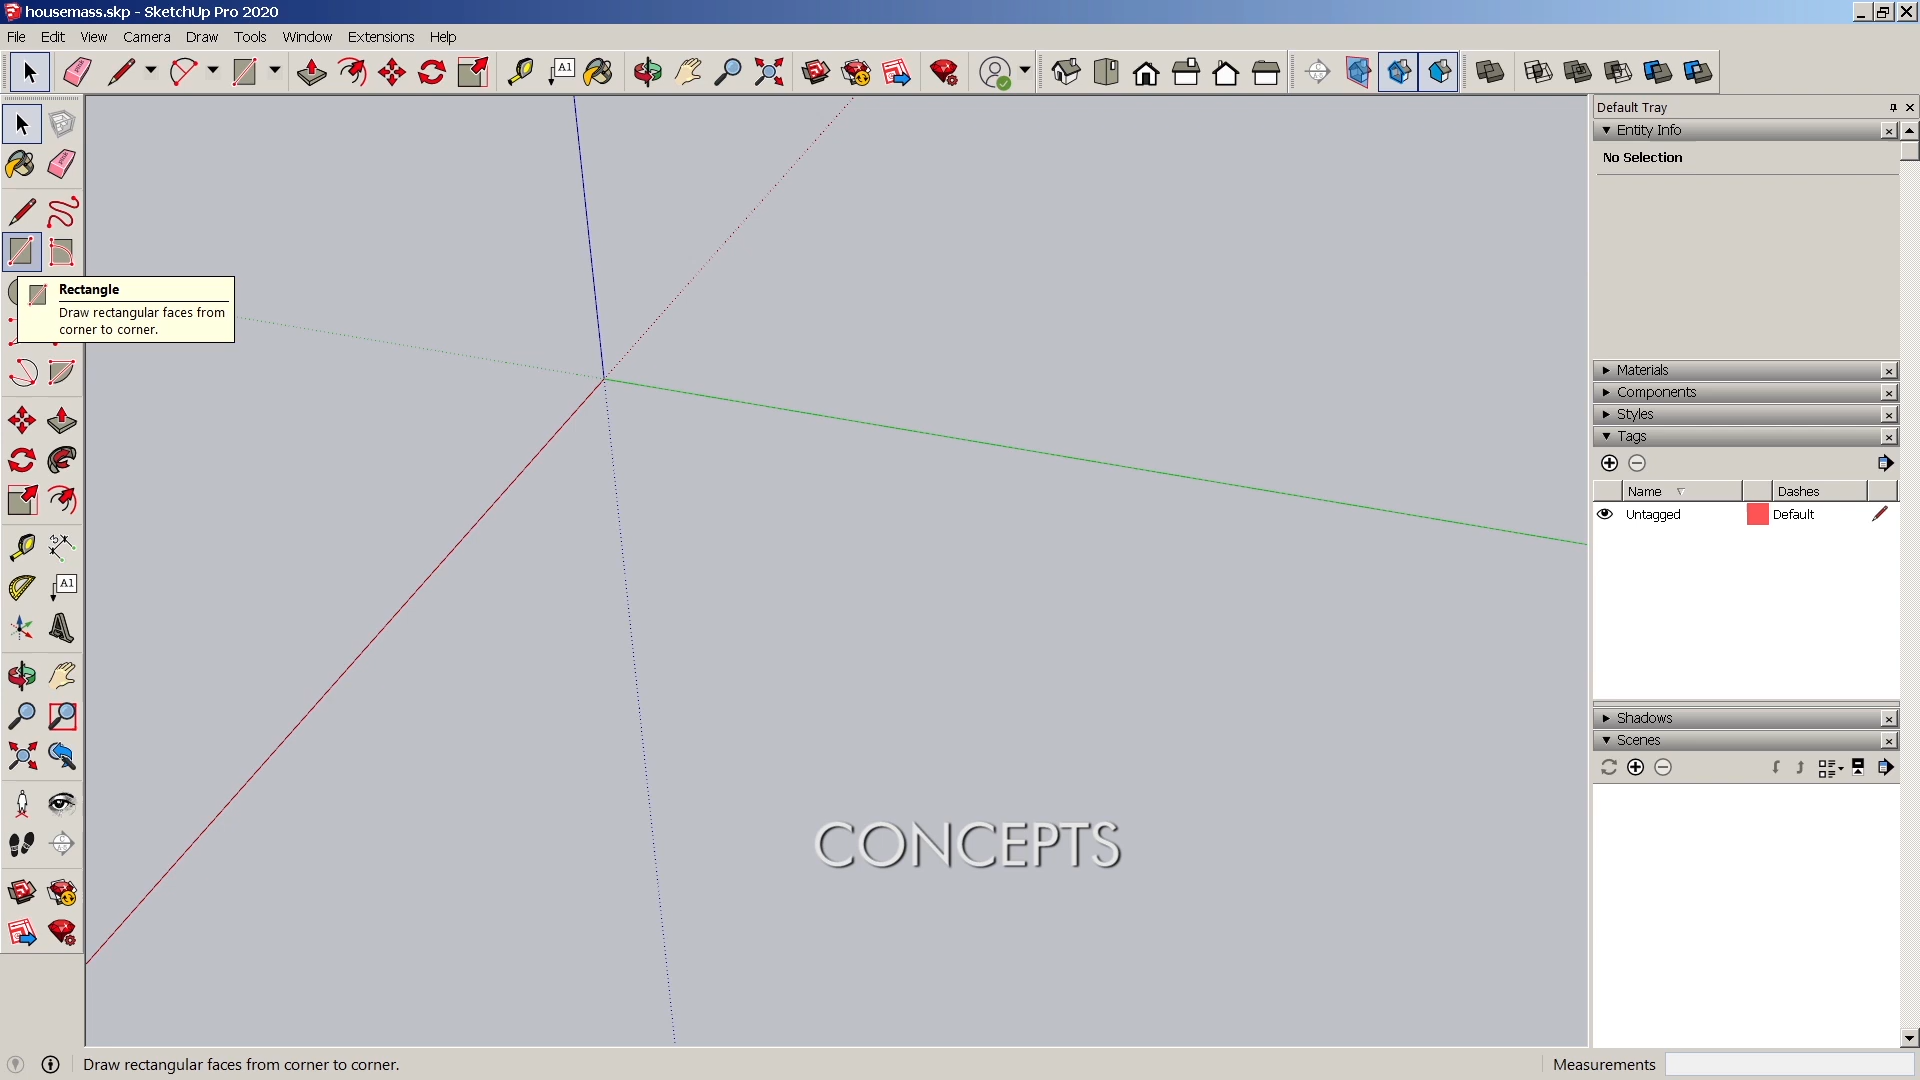 housemass.skp - SketchUp Pro 2020
File Edit View Camera Draw Tools Window Extensions Help
A1
Default Tray
Entity Info
No Selection
Rectangle
Draw rectangular faces from
corner to corner.
Materials
Components
Styles
Tags
Name Dashes
Untagged Default
A1
Shadows
Scenes
CONCEPTS
Draw rectangular faces from corner to corner.
Measurements